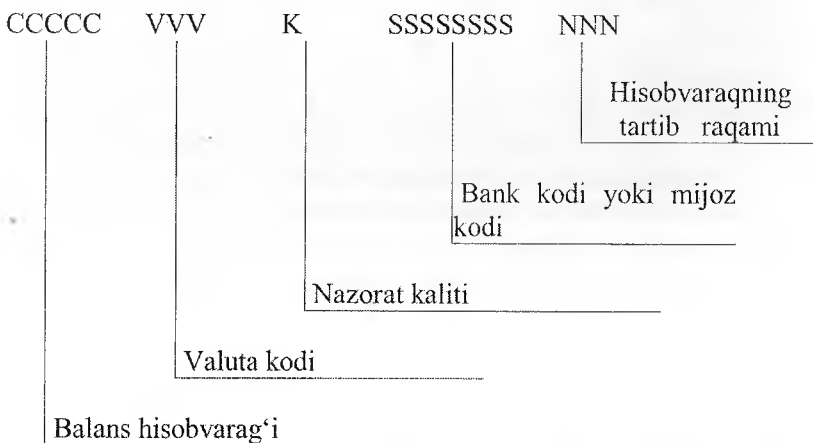 CCCCC VVV K SSSSSSSS NNN
Hisobvaraqning
tartib raqami
Bank kodi yoki mijoz
kodi
Nazorat kaliti
Valuta kodi
Balans hisobvarag‘i